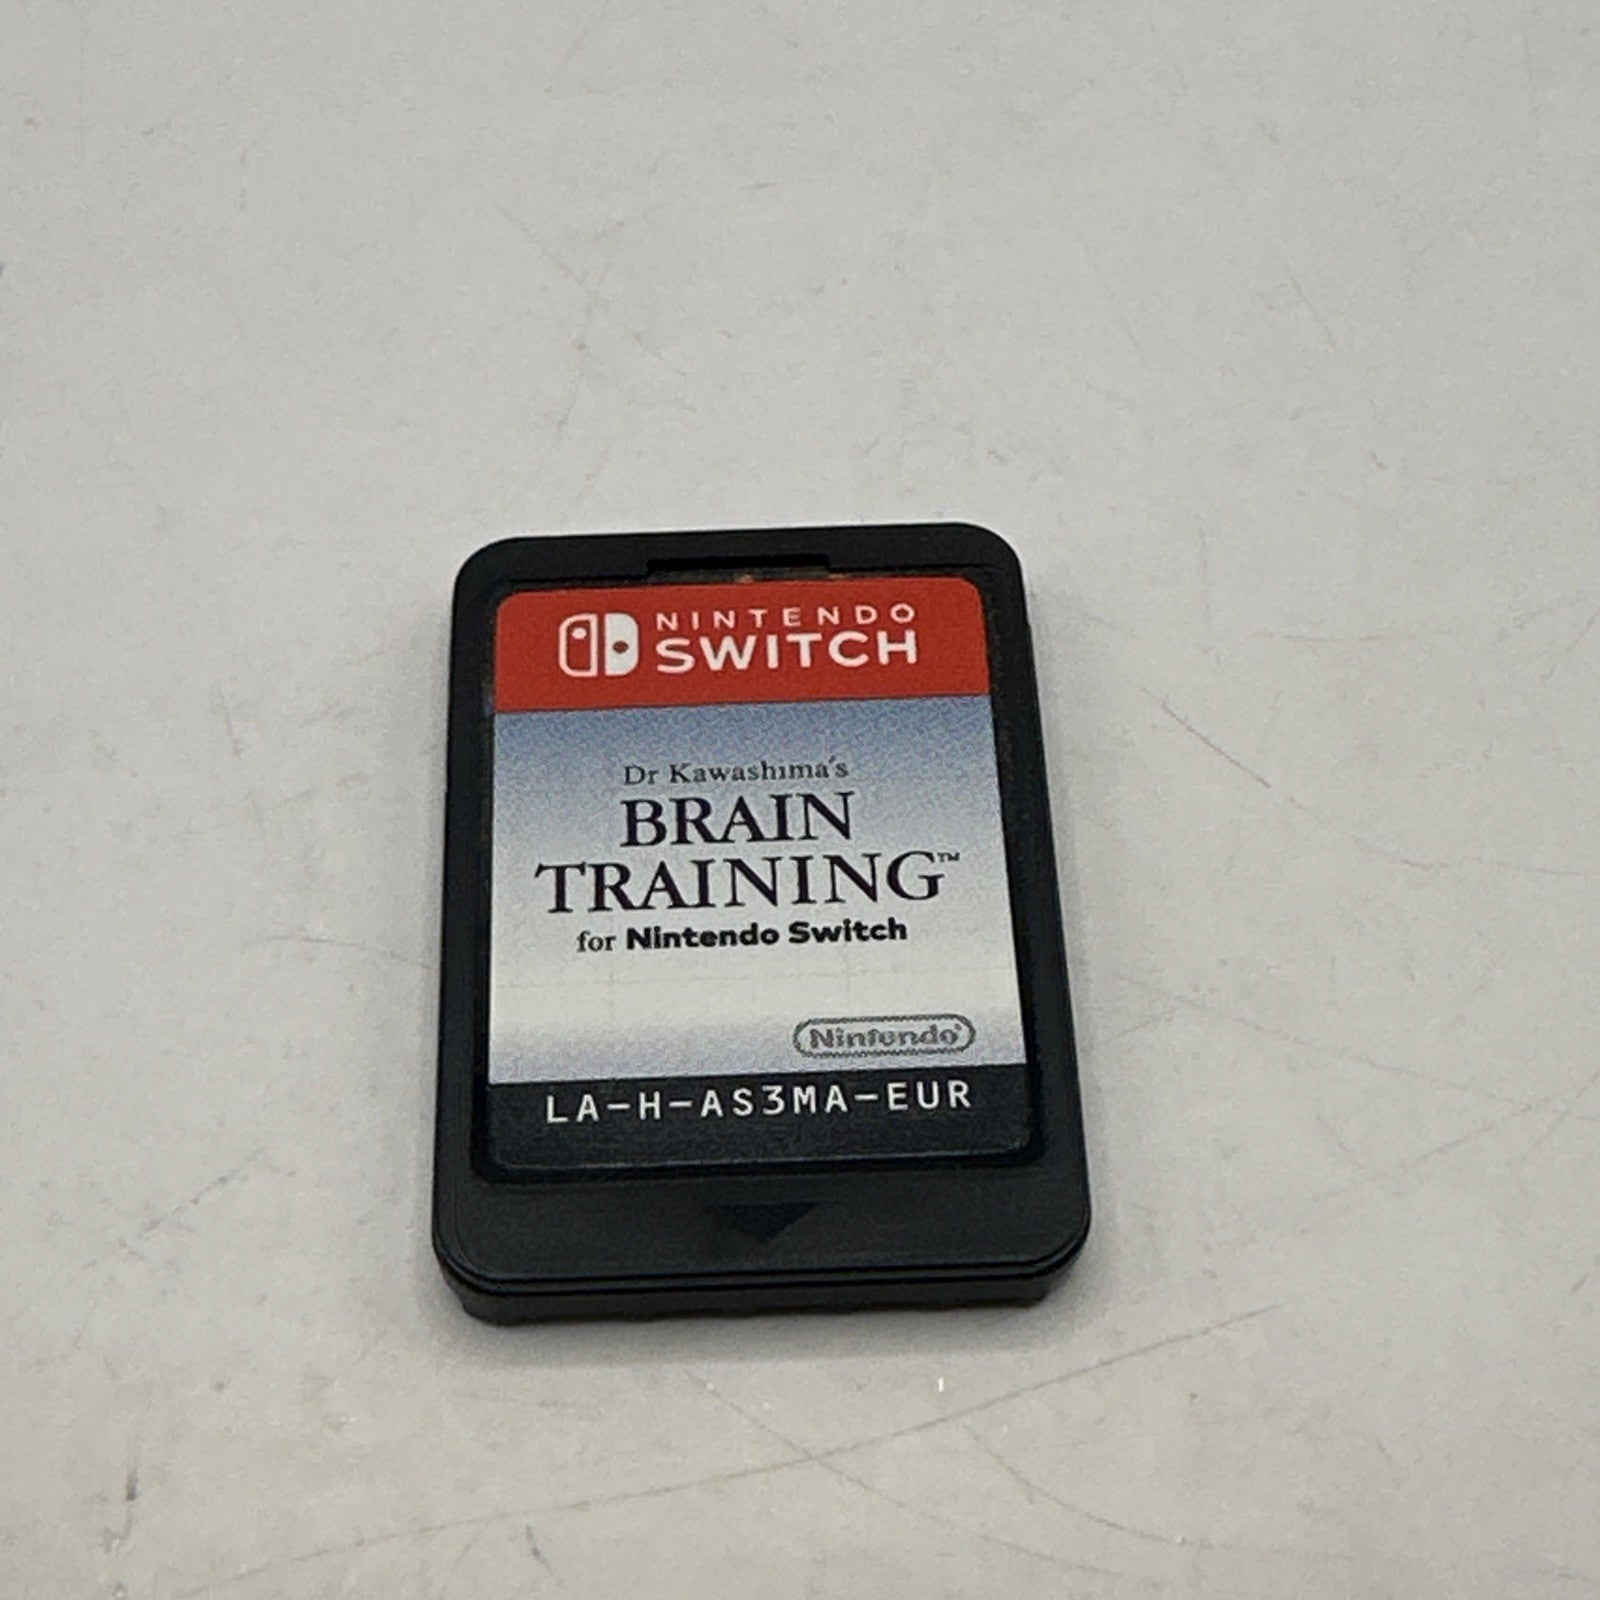 NINTENDO
SWITCH
Dr Kawashima's
BRAIN
TRAINING™
for Nintendo Switch
Nintendo®
LA-H-AS3MA-EUR